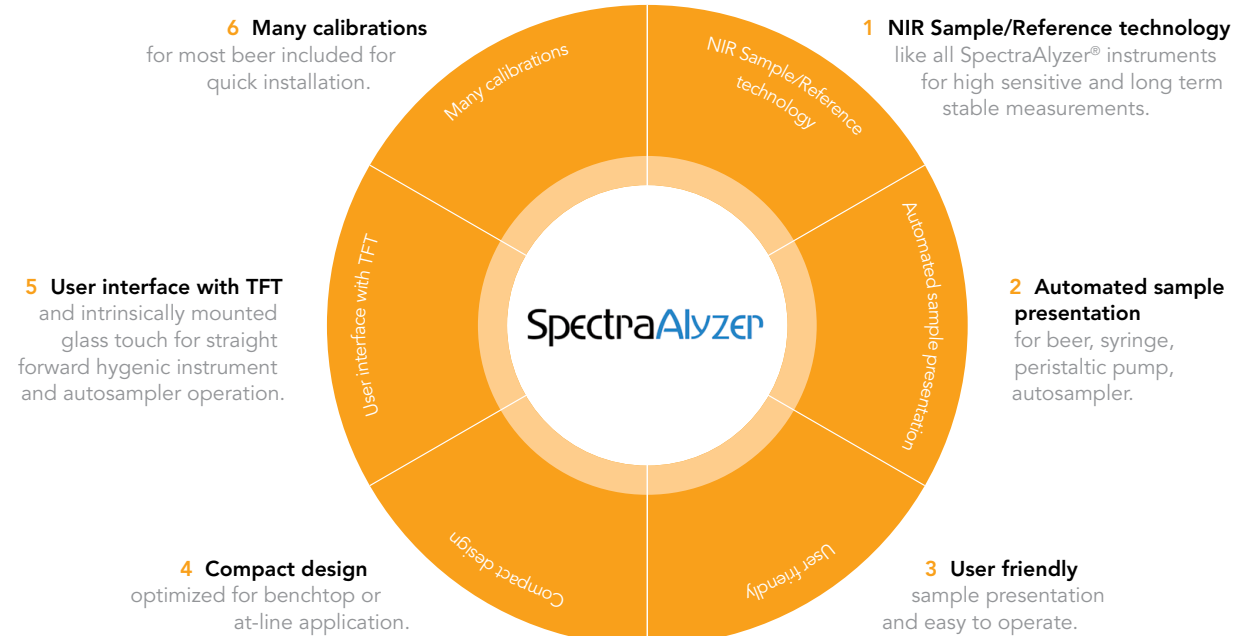 6 Many calibrations
for most beer included for
quick installation.
1 NIR Sample/Reference technology
like all SpectraAlyzer® instruments
for high sensitive and long term
stable measurements.
Many calibrations
NIR Sample/Reference
technology
5 User interface with TFT
and intrinsically mounted
glass touch for straight
forward hygenic instrument
and autosampler operation.
User interface with TFT
SpectraAlyzer
Automated sample presentation
2 Automated sample
presentation
for beer, syringe,
peristaltic pump,
autosampler.
Compact design
User friendly
4 Compact design
optimized for benchtop or
at-line application.
3 User friendly
sample presentation
and easy to operate.